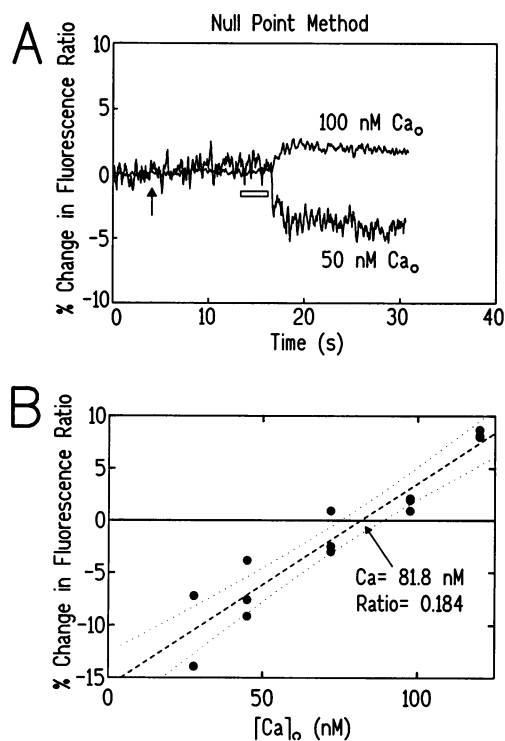 Null Point Method
A
% Change in Fluorescence Ratio
10
5
0
-5
-10
100 nM Cao
50 nM Cao
0
10
20
30
40
Time (s)
B
% Change in Fluorescence Ratio
10
5
0
-5
-10
-15
Ca= 81.8 nM
Ratio= 0.184
0
50
100
[Ca]o (nM)